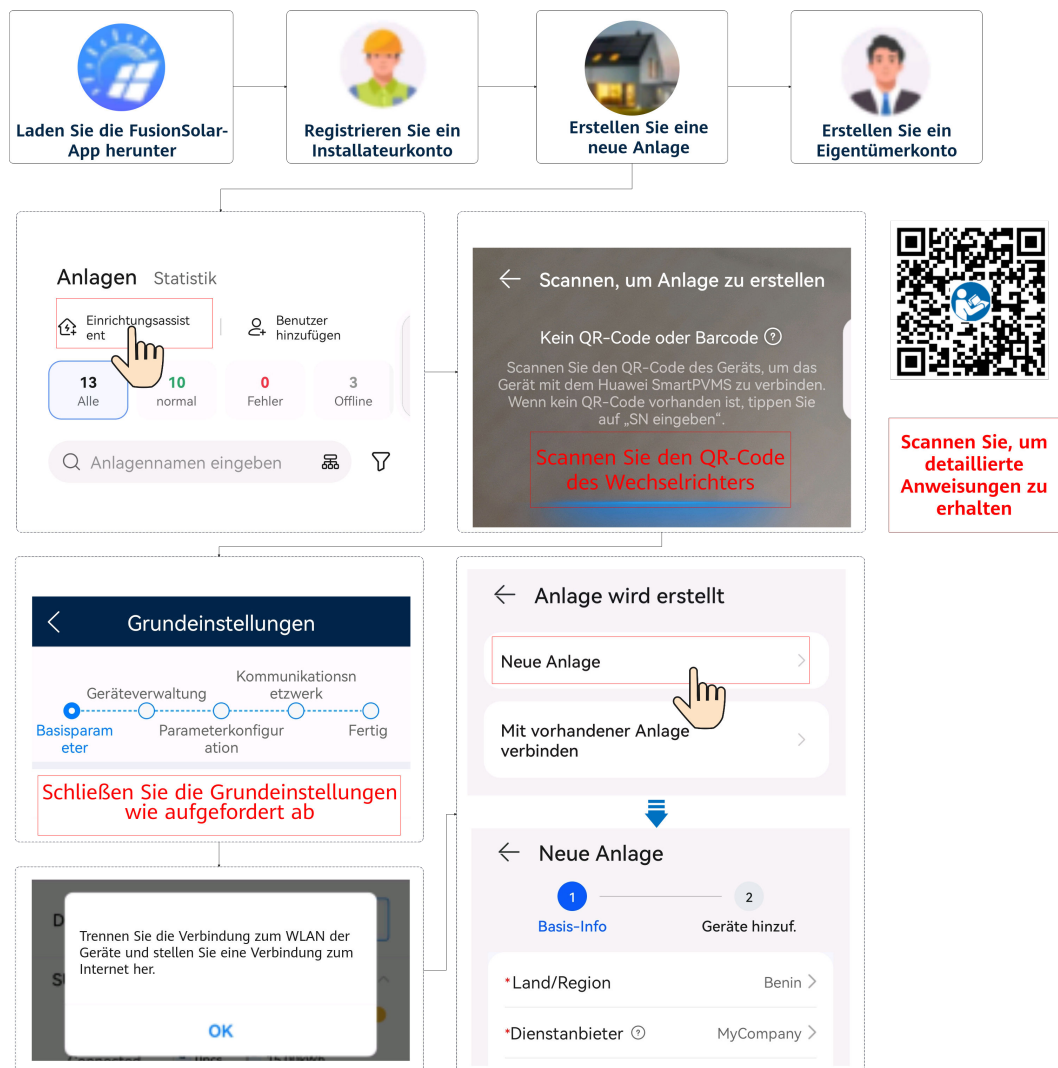 Laden Sie die FusionSolar-
App herunter
Registrieren Sie ein
Installateurkonto
Erstellen Sie eine
neue Anlage
Erstellen Sie ein
Eigentümerkonto
Anlagen Statistik
Einrichtungsassist
ent
Benutzer
hinzufügen
13
Alle
10
normal
0
Fehler
3
Offline
Anlagennamen eingeben
Scannen, um Anlage zu erstellen
Kein QR-Code oder Barcode
Scannen Sie den QR-Code des Geräts, um das
Gerät mit dem Huawei SmartPVMS zu verbinden.
Wenn kein QR-Code vorhanden ist, tippen Sie
auf „SN eingeben“.
Scannen Sie den QR-Code
des Wechselrichters
Scannen Sie, um
detaillierte
Anweisungen zu
erhalten
Grundeinstellungen
Basisparam
eter
Geräteverwaltung
Parameterkonfigur
ation
Kommunikationsn
etzwerk
Fertig
Schließen Sie die Grundeinstellungen
wie aufgefordert ab
Trennen Sie die Verbindung zum WLAN der
Geräte und stellen Sie eine Verbindung zum
Internet her.
OK
Anlage wird erstellt
Neue Anlage
Mit vorhandener Anlage
verbinden
Neue Anlage
1
Basis-Info
2
Geräte hinzuf.
*Land/Region Benin
*Dienstanbieter MyCompany